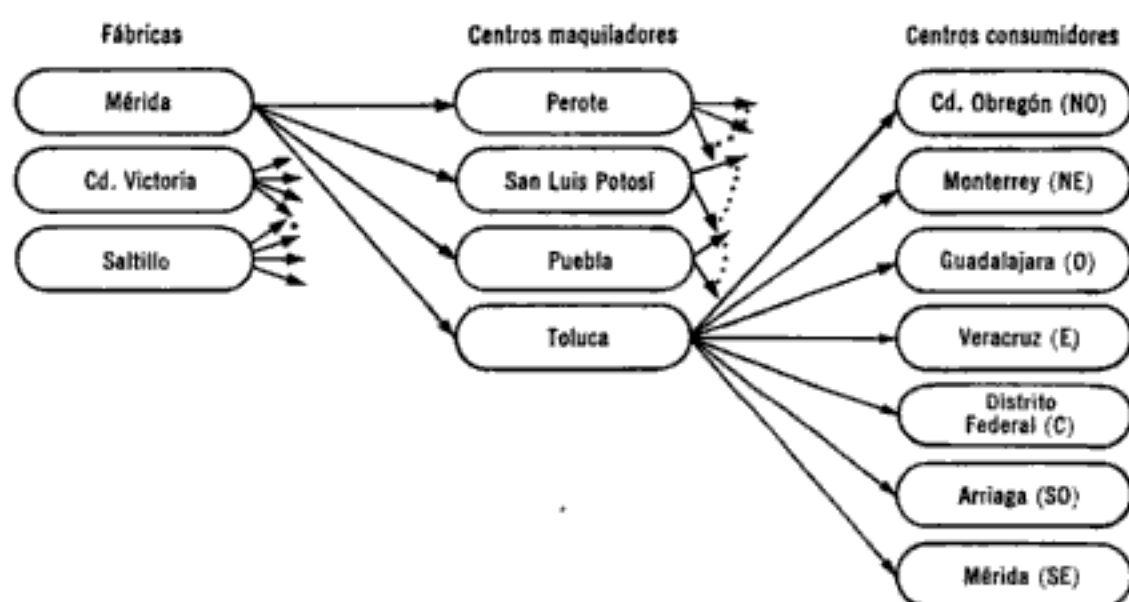 Fábricas
Centros maquiladores
Centros consumidores
Mérida
Cd. Victoria
Saltillo
Perote
San Luis Potosí
Puebla
Toluca
Cd. Obregón (NO)
Monterrey (NE)
Guadalajara (O)
Veracruz (E)
Distrito
Federal (C)
Arriaga (SO)
Mérida (SE)